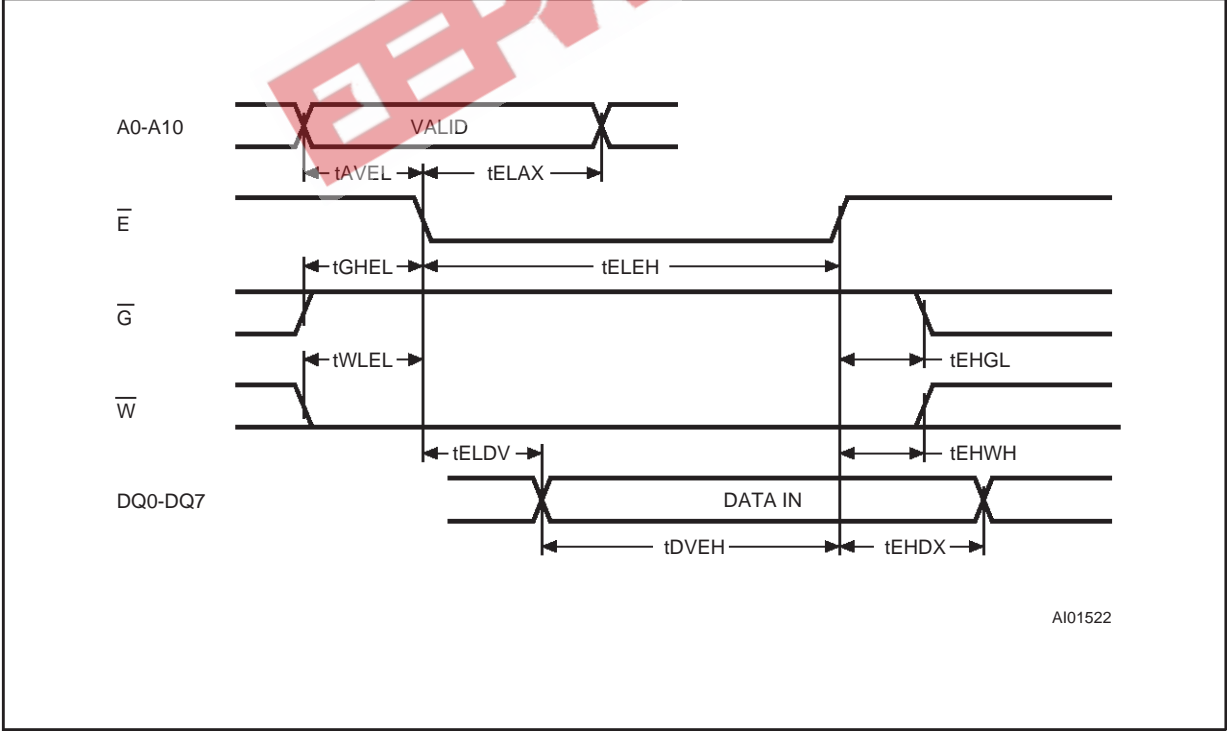 A0-A10
VALID
tAVEL
tELAX
E
tGHEL
tELEH
G
tWLEL
tEHGL
W
tELDV
tEHWH
DQ0-DQ7
DATA IN
tDVEH
tEHDX
AI01522